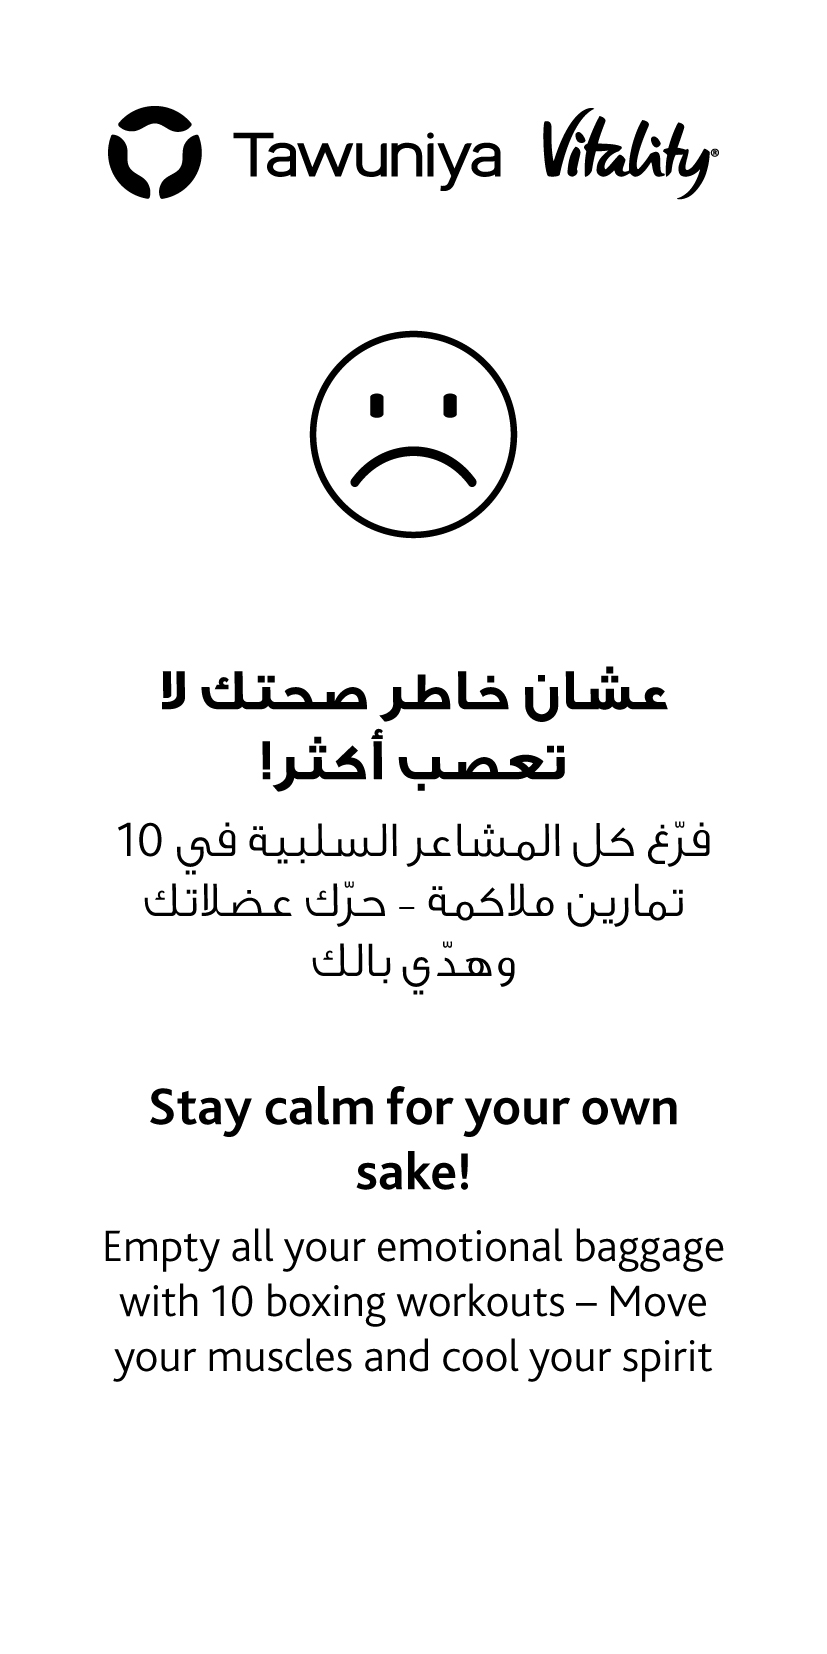 Tawuniya Vitality®
عشان خاطر صحتك لا
تعصب أكثر!
فرّغ كل المشاعر السلبية في 10
تمارين ملاكمة – حرّك عضلاتك
وهدّي بالك
Stay calm for your own
sake!
Empty all your emotional baggage
with 10 boxing workouts – Move
your muscles and cool your spirit